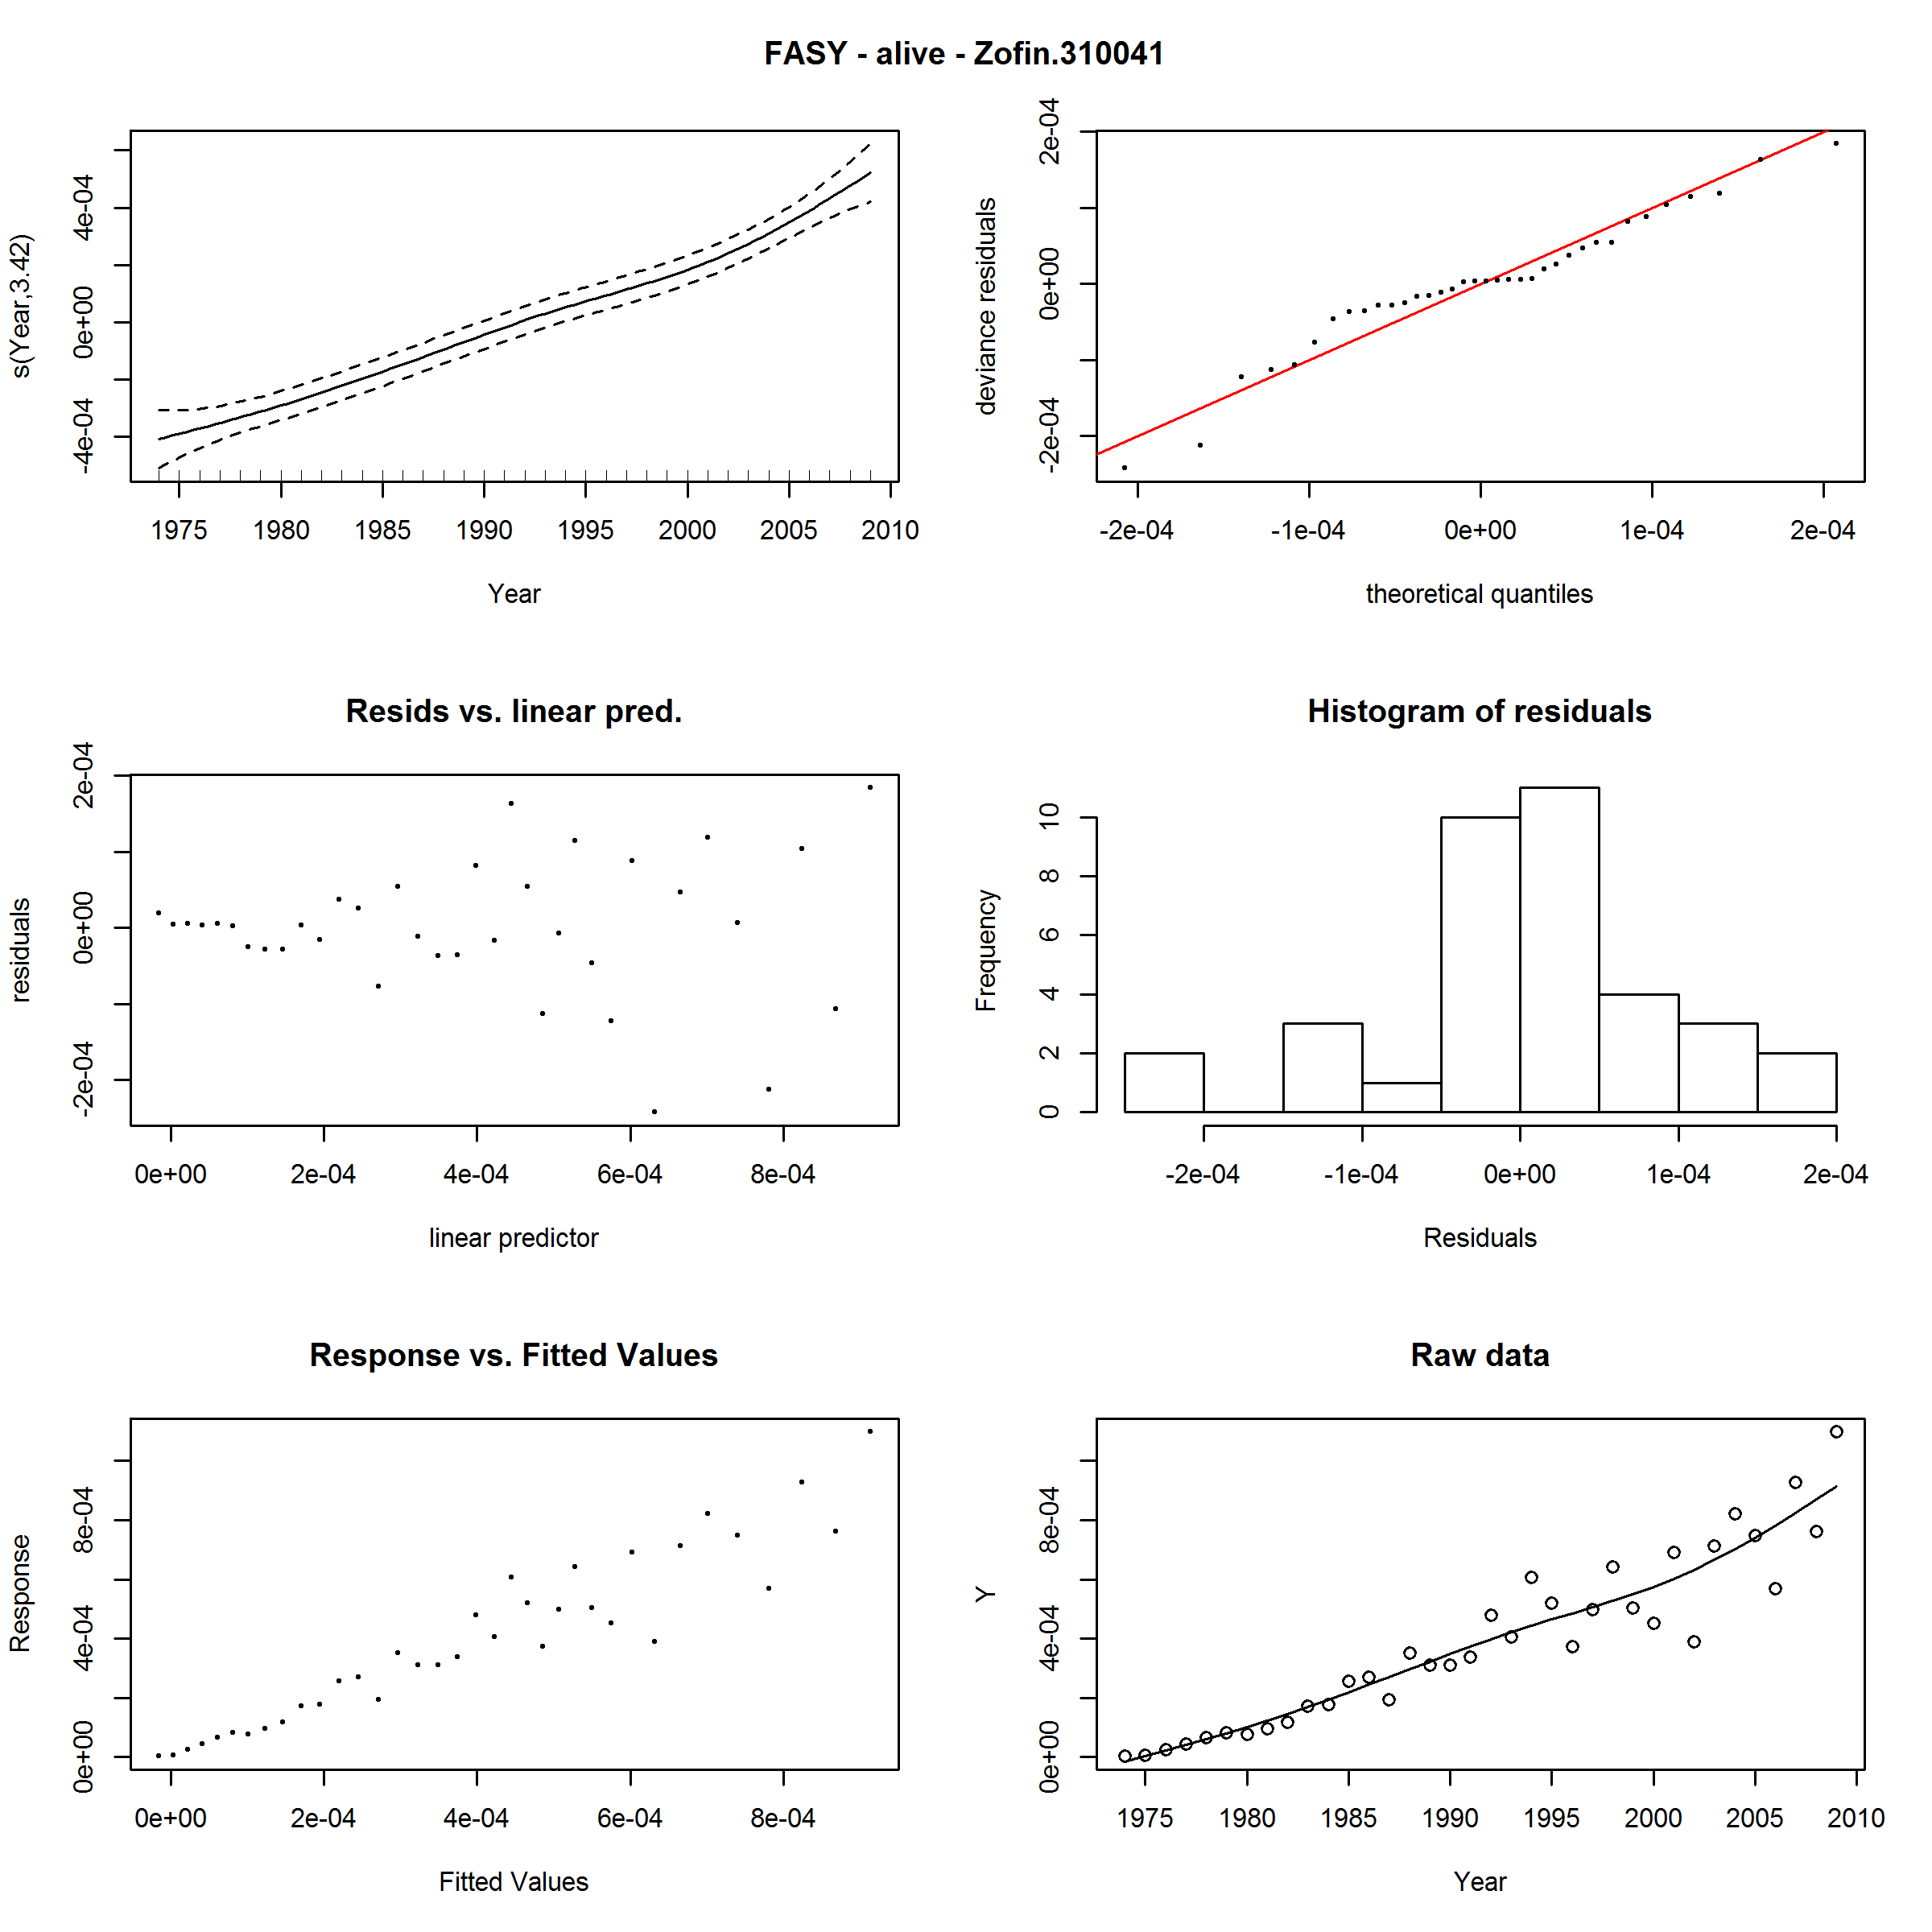 FASY - alive - Zofin.310041
s(Year,3.42)
-4e-04 0e+00 4e-04
1975 1980 1985 1990 1995 2000 2005 2010
Year
deviance residuals
-2e-04 0e+00 2e-04
-2e-04 -1e-04 0e+00 1e-04 2e-04
theoretical quantiles
Resids vs. linear pred.
residuals
-2e-04 0e+00 2e-04
0e+00 2e-04 4e-04 6e-04 8e-04
linear predictor
Histogram of residuals
Frequency
0 2 4 6 8 10
-2e-04 -1e-04 0e+00 1e-04 2e-04
Residuals
Response vs. Fitted Values
Response
0e+00 4e-04 8e-04
0e+00 2e-04 4e-04 6e-04 8e-04
Fitted Values
Raw data
Y
0e+00 4e-04 8e-04
1975 1980 1985 1990 1995 2000 2005 2010
Year